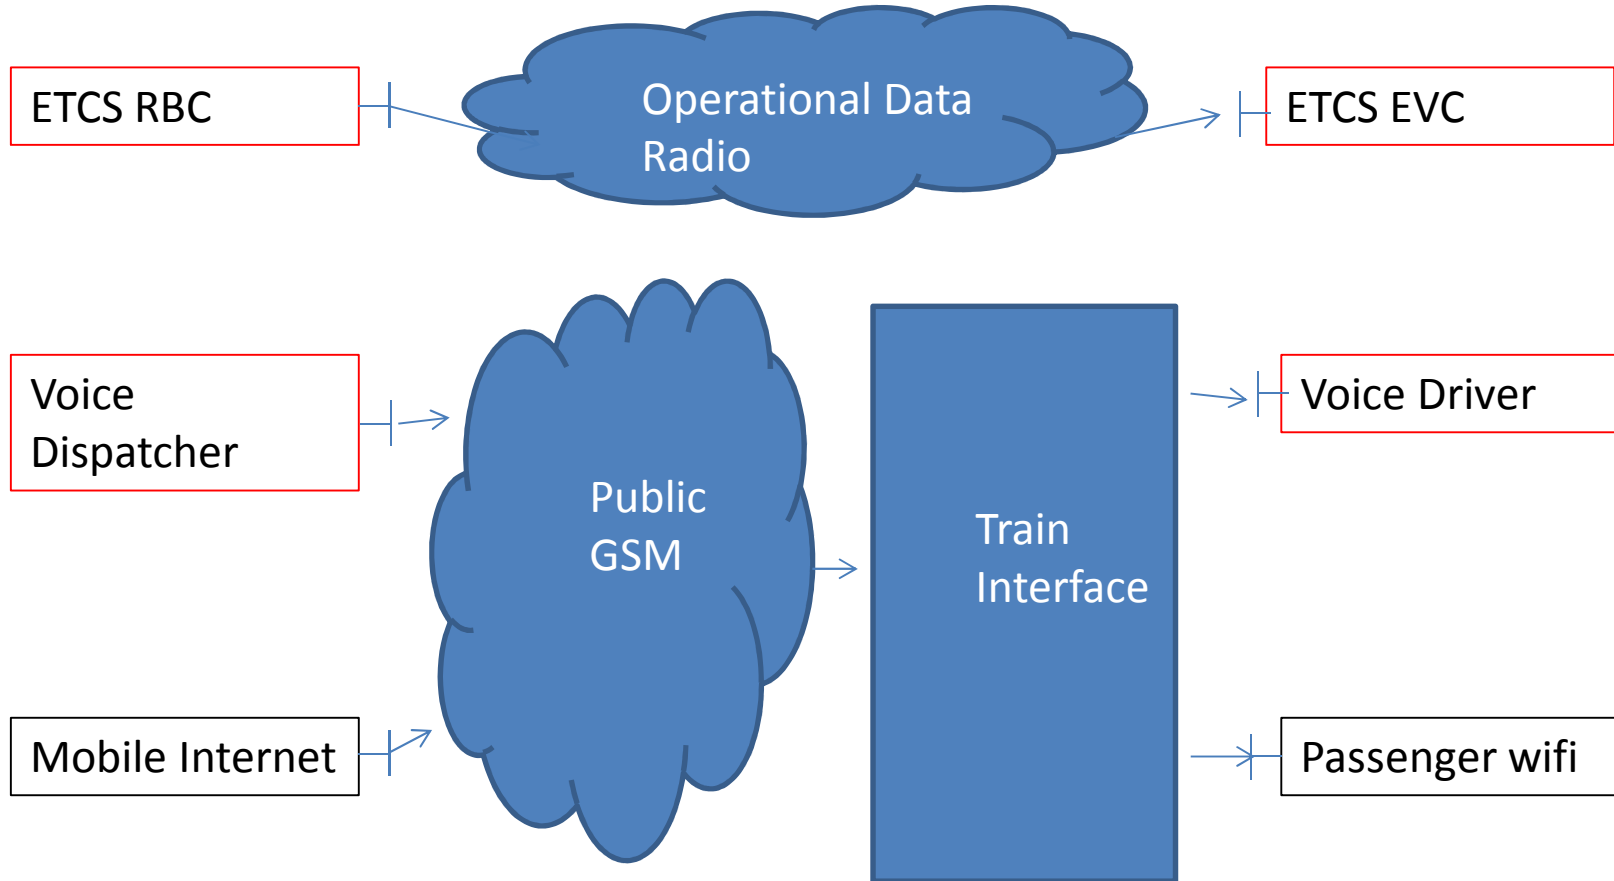 ETCS RBC
Operational Data
Radio
ETCS EVC
Voice
Dispatcher
Public
GSM
Train
Interface
Voice Driver
Mobile Internet
Passenger wifi